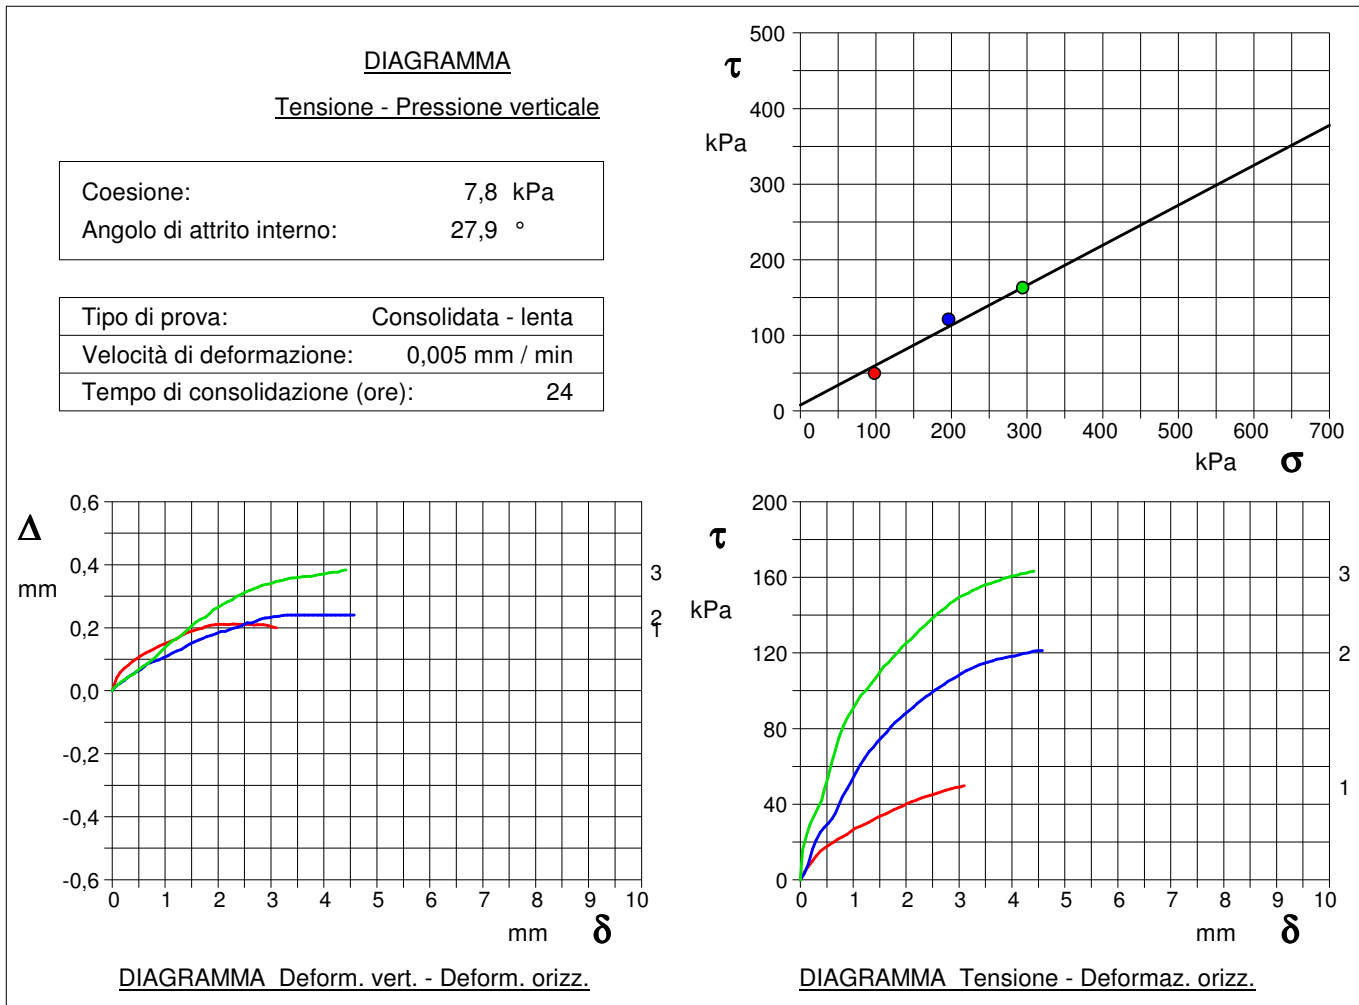 DIAGRAMMA
Tensione - Pressione verticale
Coesione: 7,8 kPa
Angolo di attrito interno: 27,9 °
Tipo di prova: Consolidata - lenta
Velocità di deformazione: 0,005 mm / min
Tempo di consolidazione (ore): 24
500
τ
400
kPa
300
200
100
0
0 100 200 300 400 500 600 700
kPa σ
0,6
Δ
0,4
mm
0,2
0,0
-0,2
-0,4
-0,6
3
2
1
0 1 2 3 4 5 6 7 8 9 10
mm δ
DIAGRAMMA Deform. vert. - Deform. orizz.
200
τ
160
kPa
120
80
40
0
3
2
1
0 1 2 3 4 5 6 7 8 9 10
mm δ
DIAGRAMMA Tensione - Deformaz. orizz.